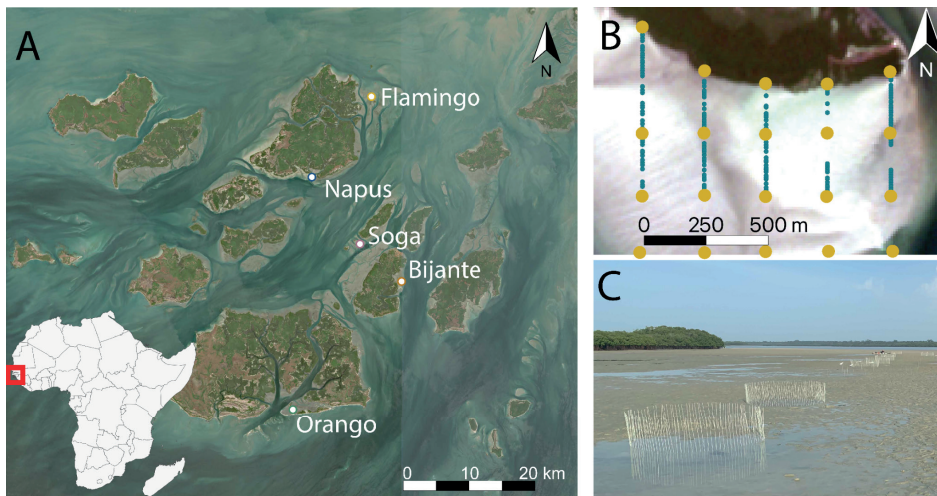 A
N
Flamingo
Napus
Soga
Bijante
Orango
0 10 20 km
B
N
0 250 500 m
C